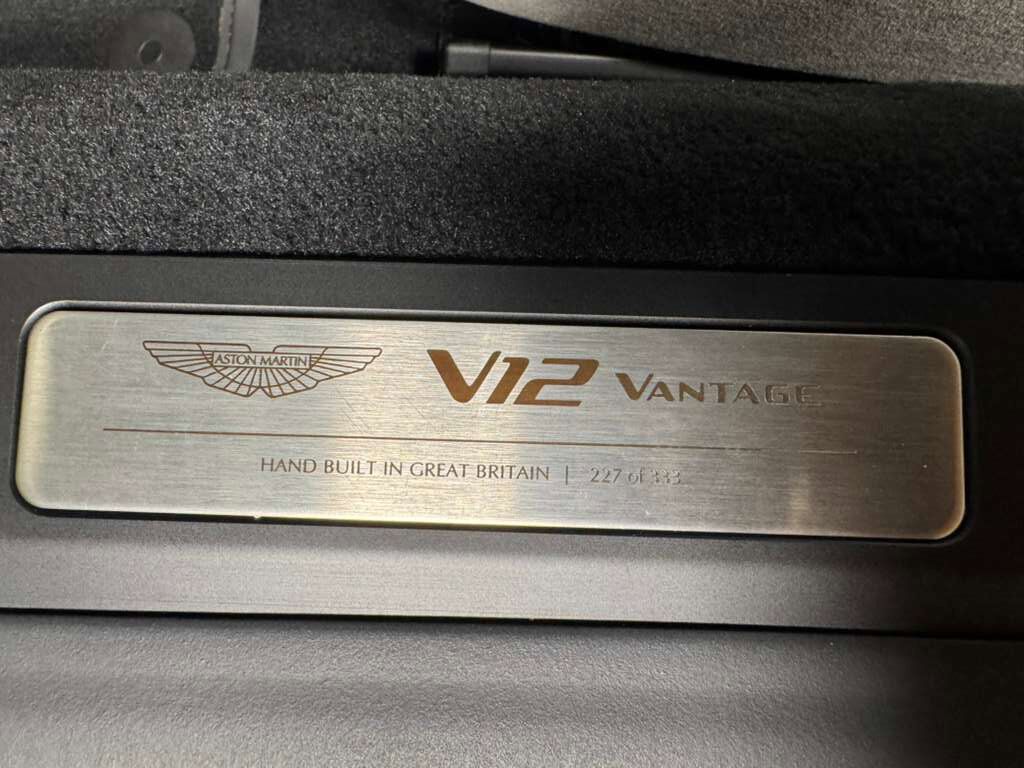 ASTON MARTIN
V12 VANTAGE
HAND BUILT IN GREAT BRITAIN | 227 of 333